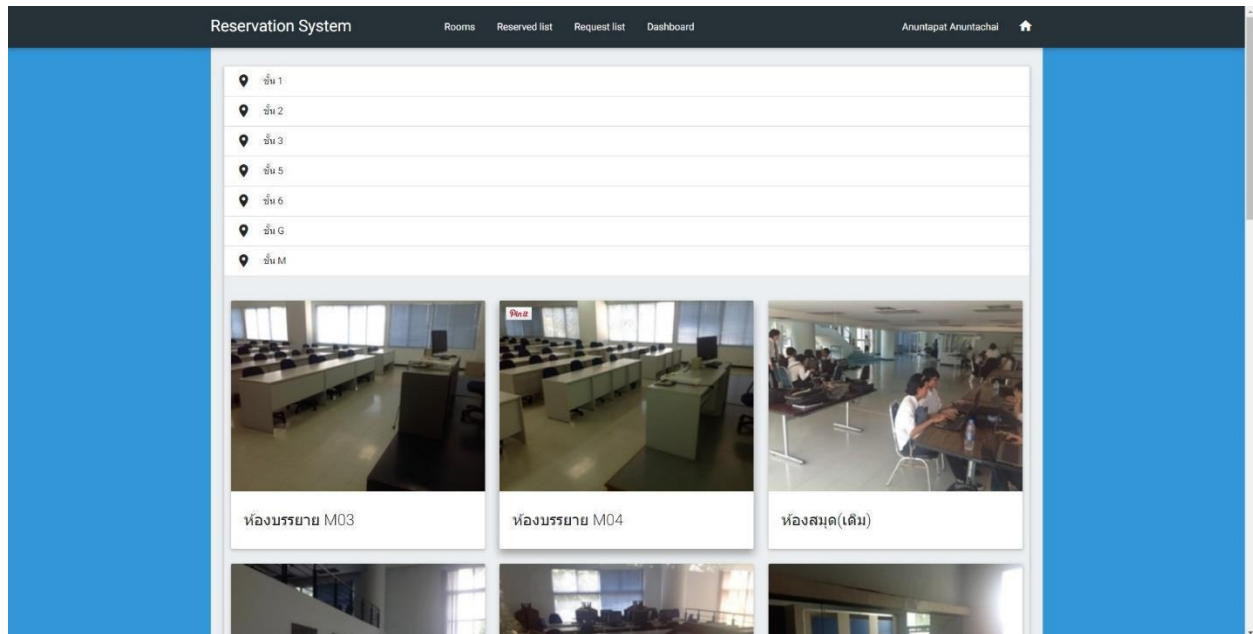 Reservation System Rooms Reserved list Request list Dashboard Anuntapat Anuntachai
ชั้น 1
ชั้น 2
ชั้น 3
ชั้น 5
ชั้น 6
ชั้น G
ชั้น M
Pin it
ห้องบรรยาย M03
ห้องบรรยาย M04
ห้องสมุด(เดิม)